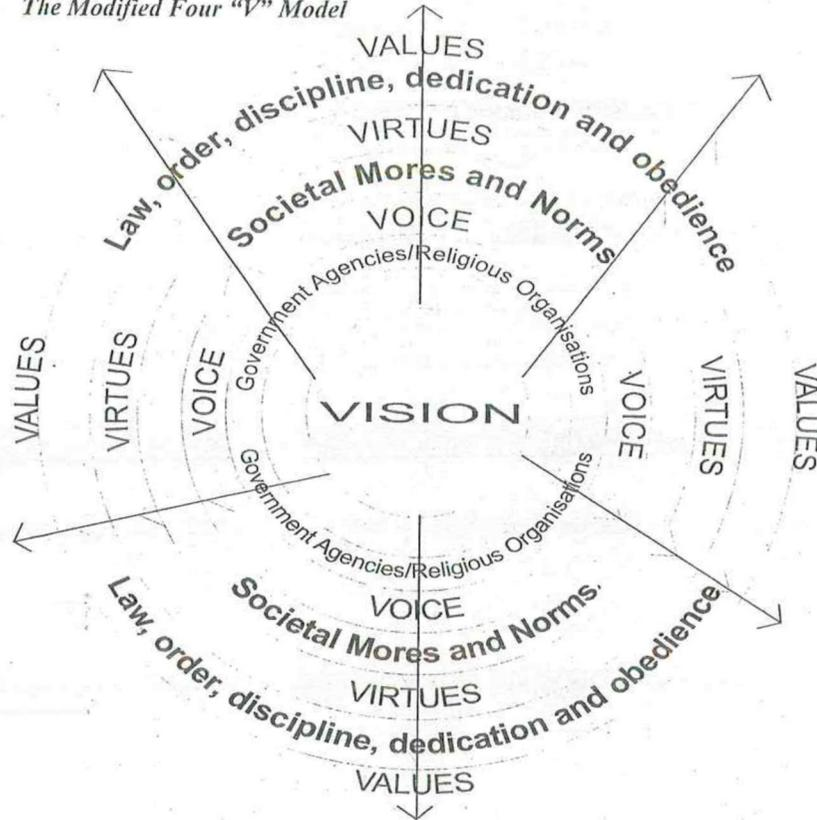 The Modified Four “V” Model
VALUES
Law, order, discipline, dedication and obedience
VIRTUES
Societal Mores and Norms
VOICE
Government Agencies/Religious Organisations
VALUES
VIRTUES
VOICE
VISION
VOICE
VIRTUES
VALUES
Government Agencies/Religious Organisations
VOICE
Societal Mores and Norms.
VIRTUES
Law, order, discipline, dedication and obedience
VALUES